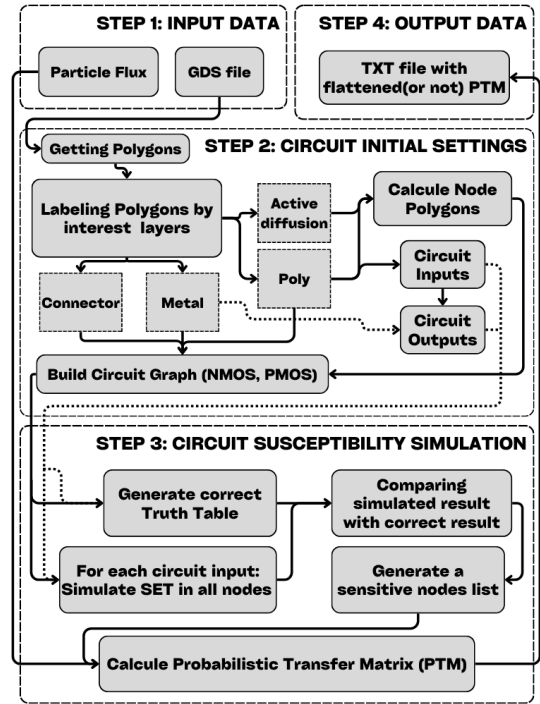 STEP 1: INPUT DATA
Particle Flux
GDS file
STEP 4: OUTPUT DATA
TXT file with
flattened(or not) PTM
Getting Polygons
STEP 2: CIRCUIT INITIAL SETTINGS
Labeling Polygons by
interest layers
Active
diffusion
Calcule Node
Polygons
Poly
Circuit
Inputs
Connector
Metal
Circuit
Outputs
Build Circuit Graph (NMOS, PMOS)
STEP 3: CIRCUIT SUSCEPTIBILITY SIMULATION
Generate correct
Truth Table
Comparing
simulated result
with correct result
For each circuit input:
Simulate SET in all nodes
Generate a
sensitive nodes list
Calcule Probabilistic Transfer Matrix (PTM)